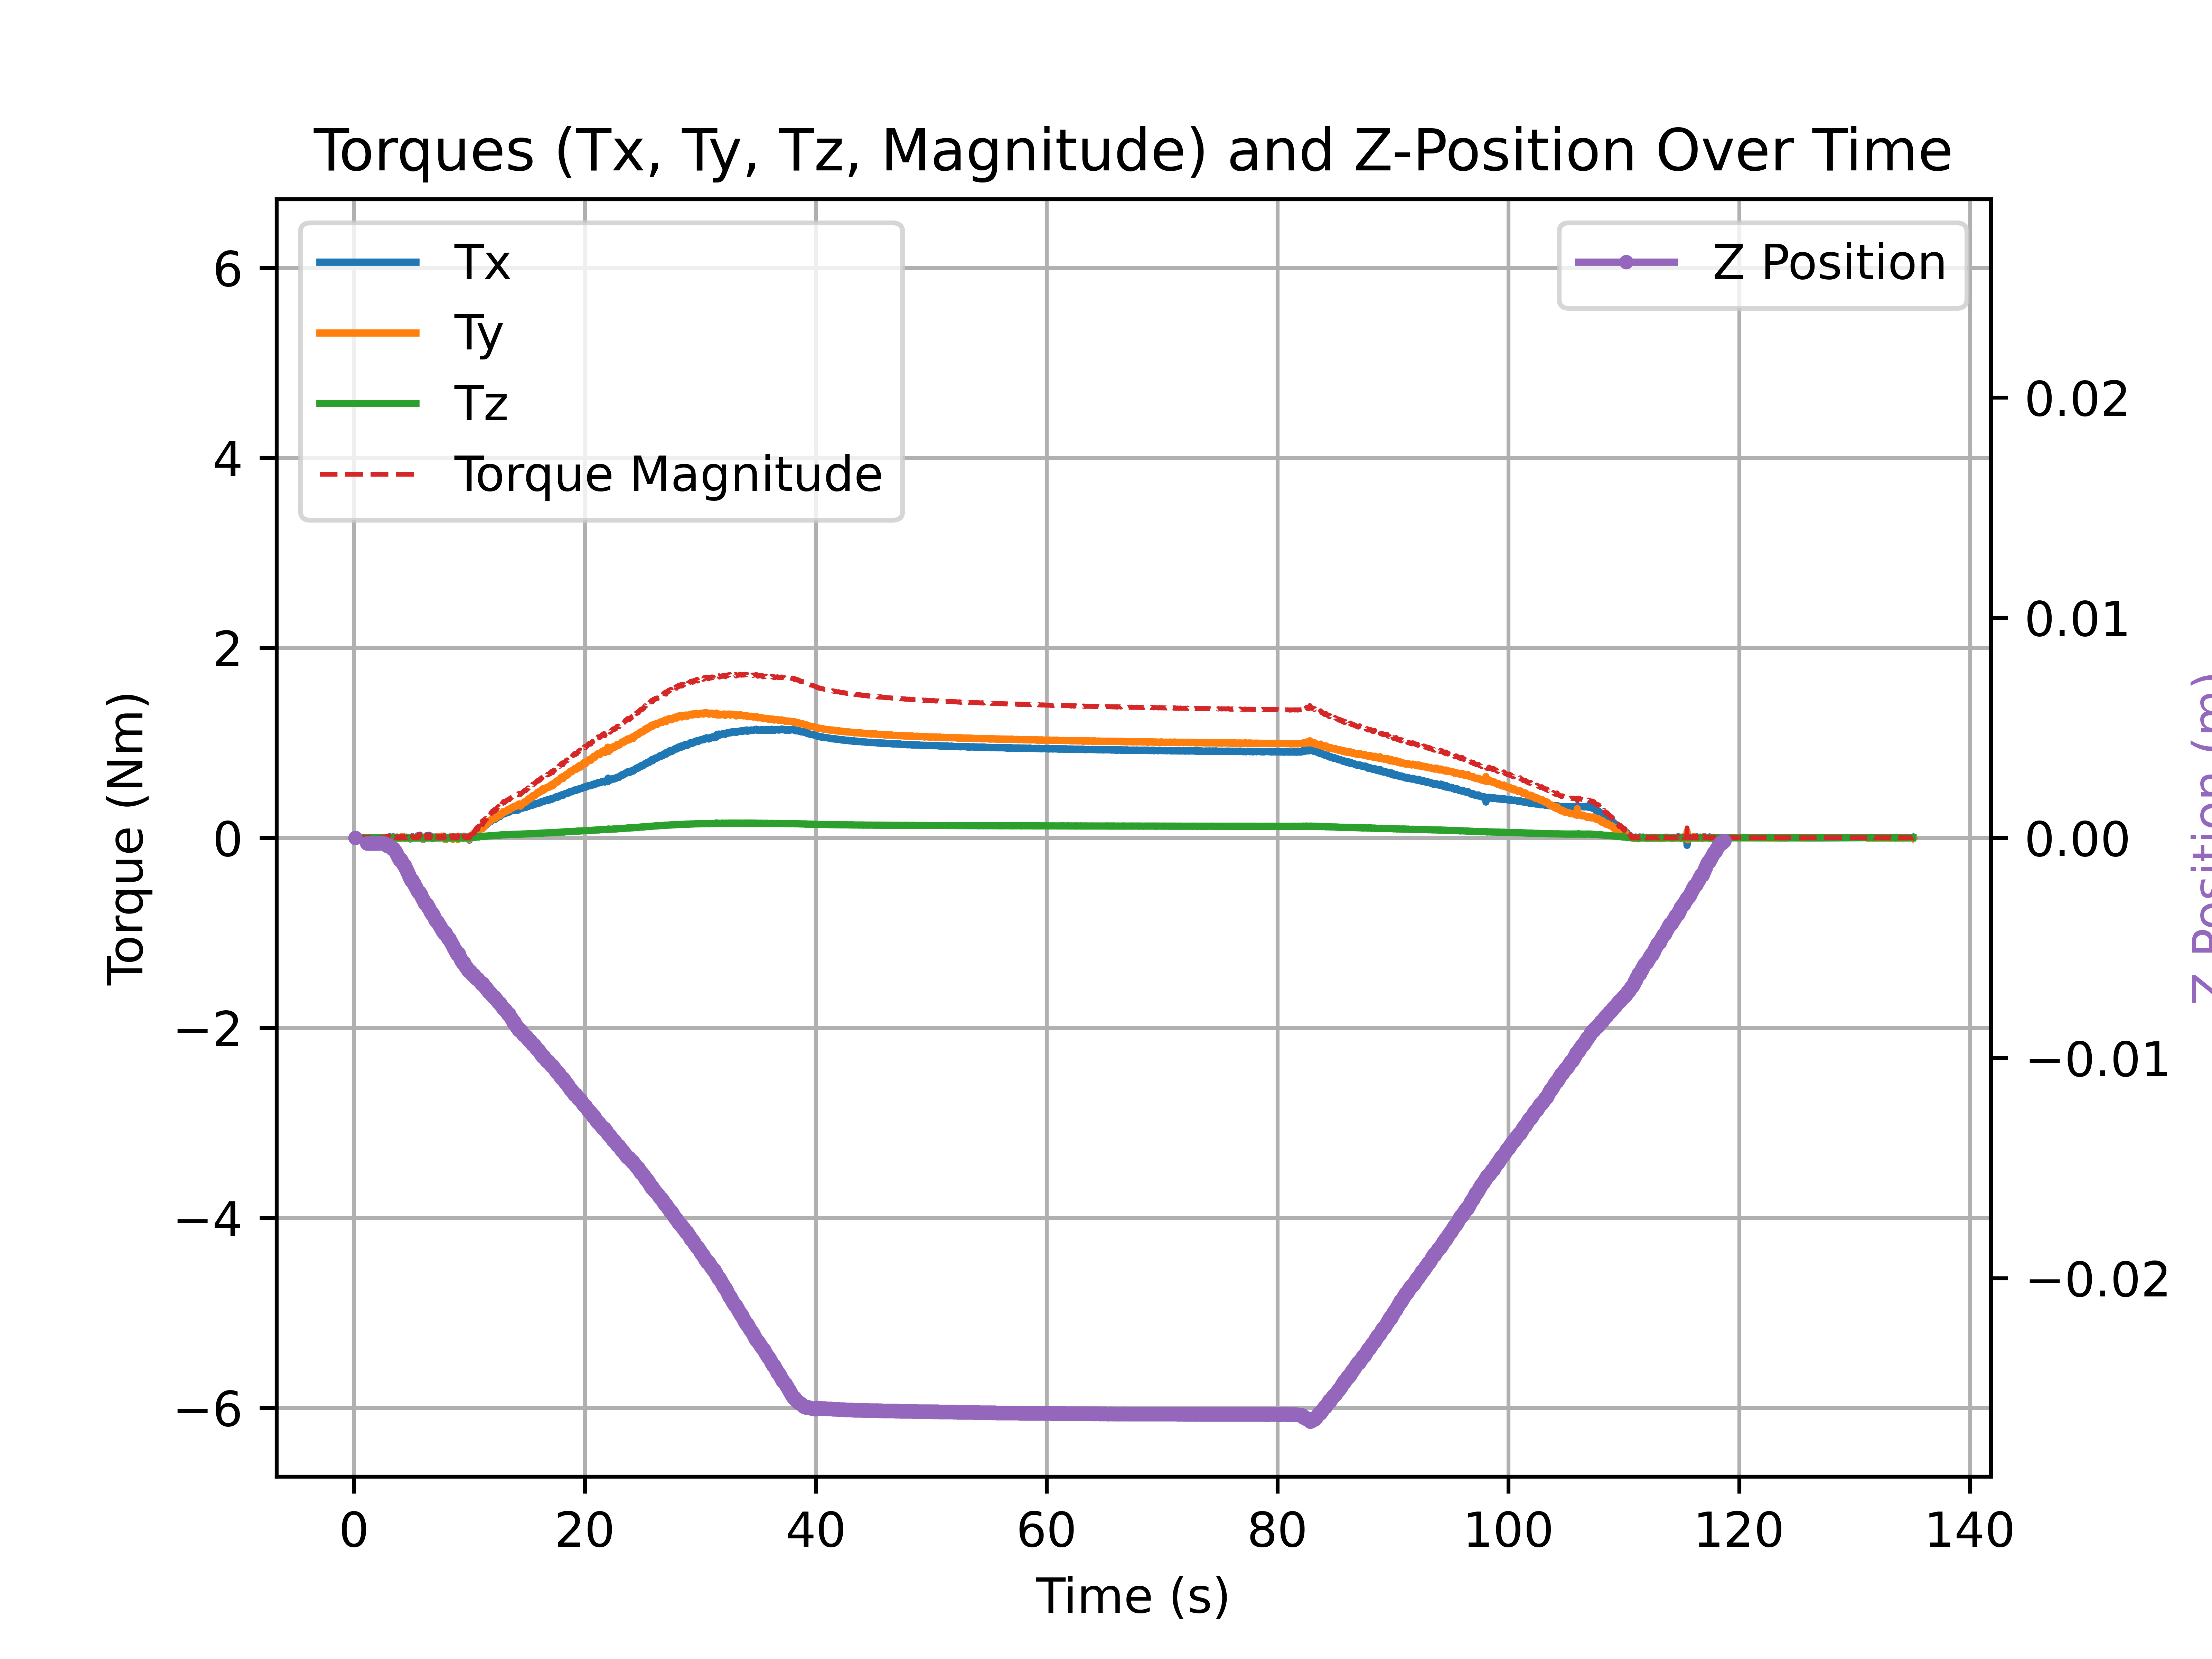 Torques (Tx, Ty, Tz, Magnitude) and Z-Position Over Time
Tx
Ty
Tz
Torque Magnitude
Z Position
6
4
2
0
−2
−4
−6
Torque (Nm)
0.02
0.01
0.00
−0.01
−0.02
Z Position (m)
0
20
40
60
80
100
120
140
Time (s)